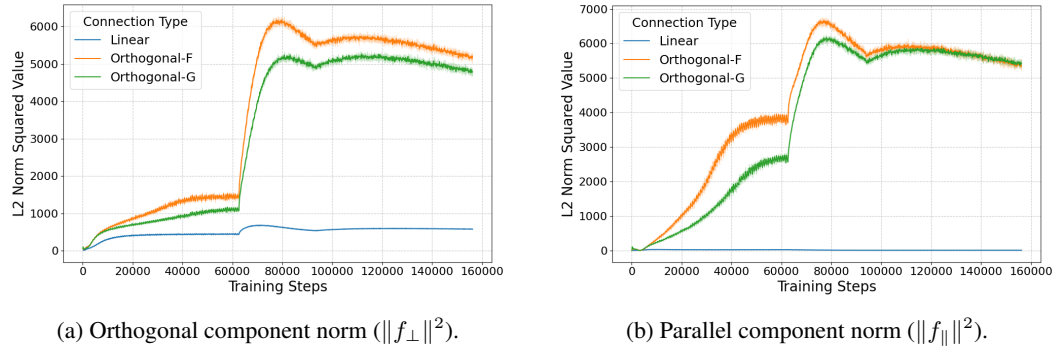 Connection Type
Linear
Orthogonal-F
Orthogonal-G
L2 Norm Squared Value
6000
5000
4000
3000
2000
1000
0
0 20000 40000 60000 80000 100000 120000 140000 160000
Training Steps
(a) Orthogonal component norm (‖f⊥‖²).
Connection Type
Linear
Orthogonal-F
Orthogonal-G
L2 Norm Squared Value
7000
6000
5000
4000
3000
2000
1000
0
0 20000 40000 60000 80000 100000 120000 140000 160000
Training Steps
(b) Parallel component norm (‖f∥‖²).